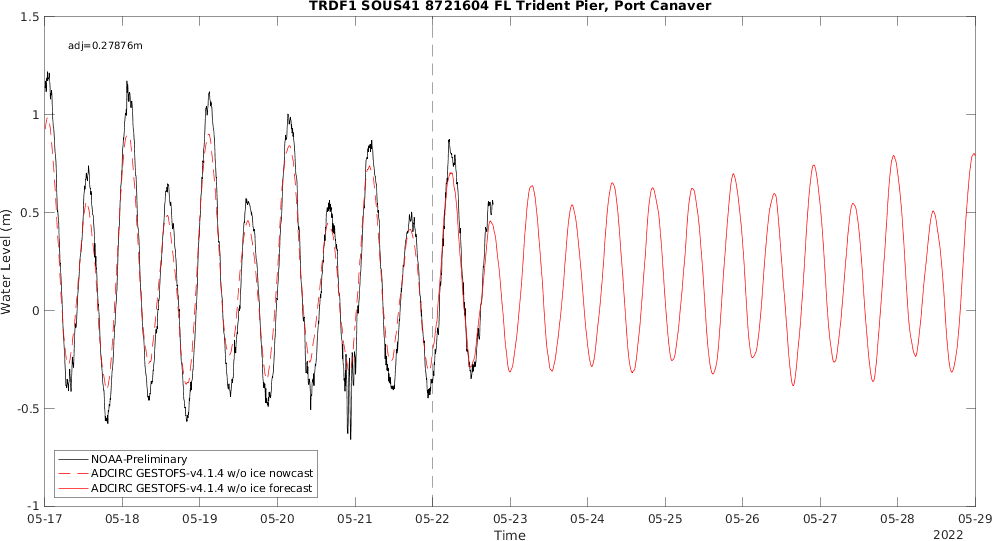 TRDF1 SOUS41 8721604 FL Trident Pier, Port Canaver
adj=0.27876m
1.5
1
0.5
0
-0.5
-1
Water Level (m)
NOAA-Preliminary
ADCIRC GESTOFS-v4.1.4 w/o ice nowcast
ADCIRC GESTOFS-v4.1.4 w/o ice forecast
05-17 05-18 05-19 05-20 05-21 05-22 05-23 05-24 05-25 05-26 05-27 05-28 05-29
Time
2022